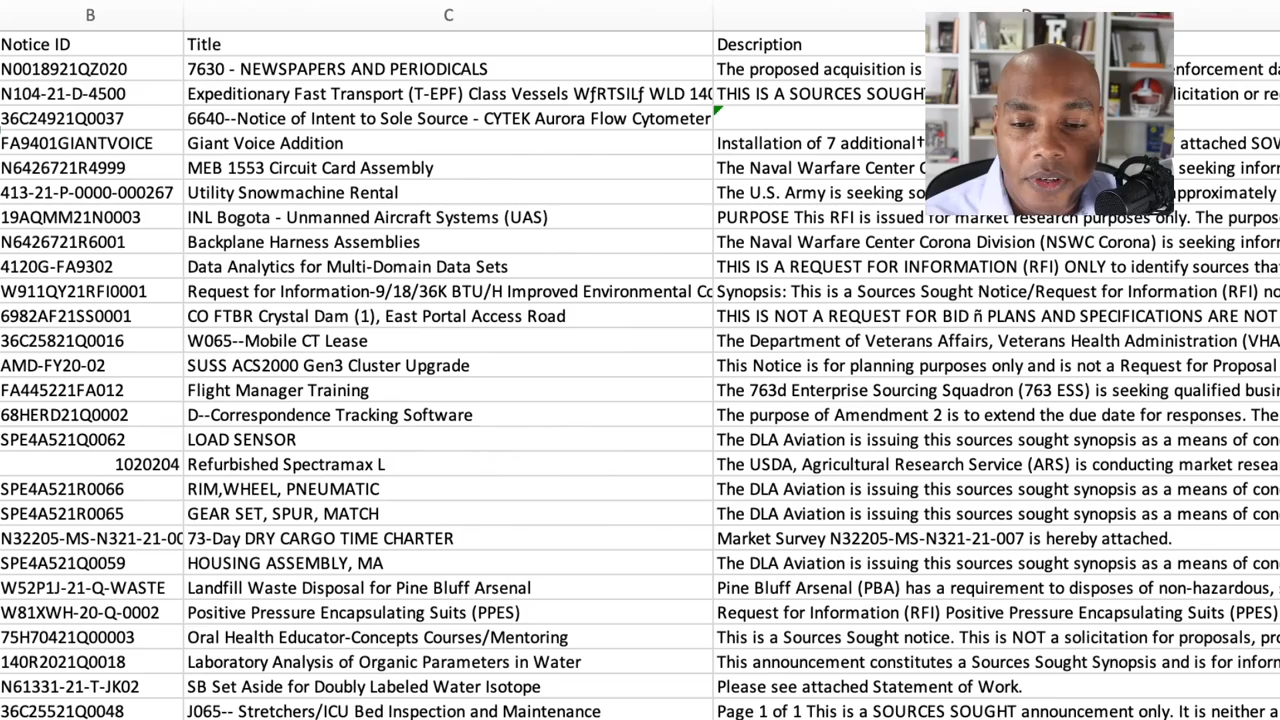 B C D
Notice ID Title Description
N0018921QZ020 7630 - NEWSPAPERS AND PERIODICALS The proposed acquisition is nforcement da
N104-21-D-4500 Expeditionary Fast Transport (T-EPF) Class Vessels WƒRTSILƒ WLD 140 THIS IS A SOURCES SOUGH licitation or re
36C24921Q0037 6640--Notice of Intent to Sole Source - CYTEK Aurora Flow Cytometer
FA9401GIANTVOICE Giant Voice Addition Installation of 7 additional† attached SOW
N6426721R4999 MEB 1553 Circuit Card Assembly The Naval Warfare Center C seeking inform
413-21-P-0000-000267 Utility Snowmachine Rental The U.S. Army is seeking so approximately
19AQMM21N0003 INL Bogota - Unmanned Aircraft Systems (UAS) PURPOSE This RFI is issued for market research purposes only. The purpos
N6426721R6001 Backplane Harness Assemblies The Naval Warfare Center Corona Division (NSWC Corona) is seeking inform
4120G-FA9302 Data Analytics for Multi-Domain Data Sets THIS IS A REQUEST FOR INFORMATION (RFI) ONLY to identify sources tha
W911QY21RFI0001 Request for Information-9/18/36K BTU/H Improved Environmental Co Synopsis: This is a Sources Sought Notice/Request for Information (RFI) no
6982AF21SS0001 CO FTBR Crystal Dam (1), East Portal Access Road THIS IS NOT A REQUEST FOR BID ñ PLANS AND SPECIFICATIONS ARE NOT
36C25821Q0016 W065--Mobile CT Lease The Department of Veterans Affairs, Veterans Health Administration (VHA
AMD-FY20-02 SUSS ACS2000 Gen3 Cluster Upgrade This Notice is for planning purposes only and is not a Request for Proposal
FA445221FA012 Flight Manager Training The 763d Enterprise Sourcing Squadron (763 ESS) is seeking qualified busi
68HERD21Q0002 D--Correspondence Tracking Software The purpose of Amendment 2 is to extend the due date for responses. The
SPE4A521Q0062 LOAD SENSOR The DLA Aviation is issuing this sources sought synopsis as a means of con
1020204 Refurbished Spectramax L The USDA, Agricultural Research Service (ARS) is conducting market resea
SPE4A521R0066 RIM,WHEEL, PNEUMATIC The DLA Aviation is issuing this sources sought synopsis as a means of con
SPE4A521R0065 GEAR SET, SPUR, MATCH The DLA Aviation is issuing this sources sought synopsis as a means of con
N32205-MS-N321-21-00 73-Day DRY CARGO TIME CHARTER Market Survey N32205-MS-N321-21-007 is hereby attached.
SPE4A521Q0059 HOUSING ASSEMBLY, MA The DLA Aviation is issuing this sources sought synopsis as a means of con
W52P1J-21-Q-WASTE Landfill Waste Disposal for Pine Bluff Arsenal Pine Bluff Arsenal (PBA) has a requirement to disposes of non-hazardous,
W81XWH-20-Q-0002 Positive Pressure Encapsulating Suits (PPES) Request for Information (RFI) Positive Pressure Encapsulating Suits (PPES)
75H70421Q00003 Oral Health Educator-Concepts Courses/Mentoring This is a Sources Sought notice. This is NOT a solicitation for proposals, pro
140R2021Q0018 Laboratory Analysis of Organic Parameters in Water This announcement constitutes a Sources Sought Synopsis and is for inform
N61331-21-T-JK02 SB Set Aside for Doubly Labeled Water Isotope Please see attached Statement of Work.
36C25521Q0048 J065-- Stretchers/ICU Bed Inspection and Maintenance Page 1 of 1 This is a SOURCES SOUGHT announcement only. It is neither a